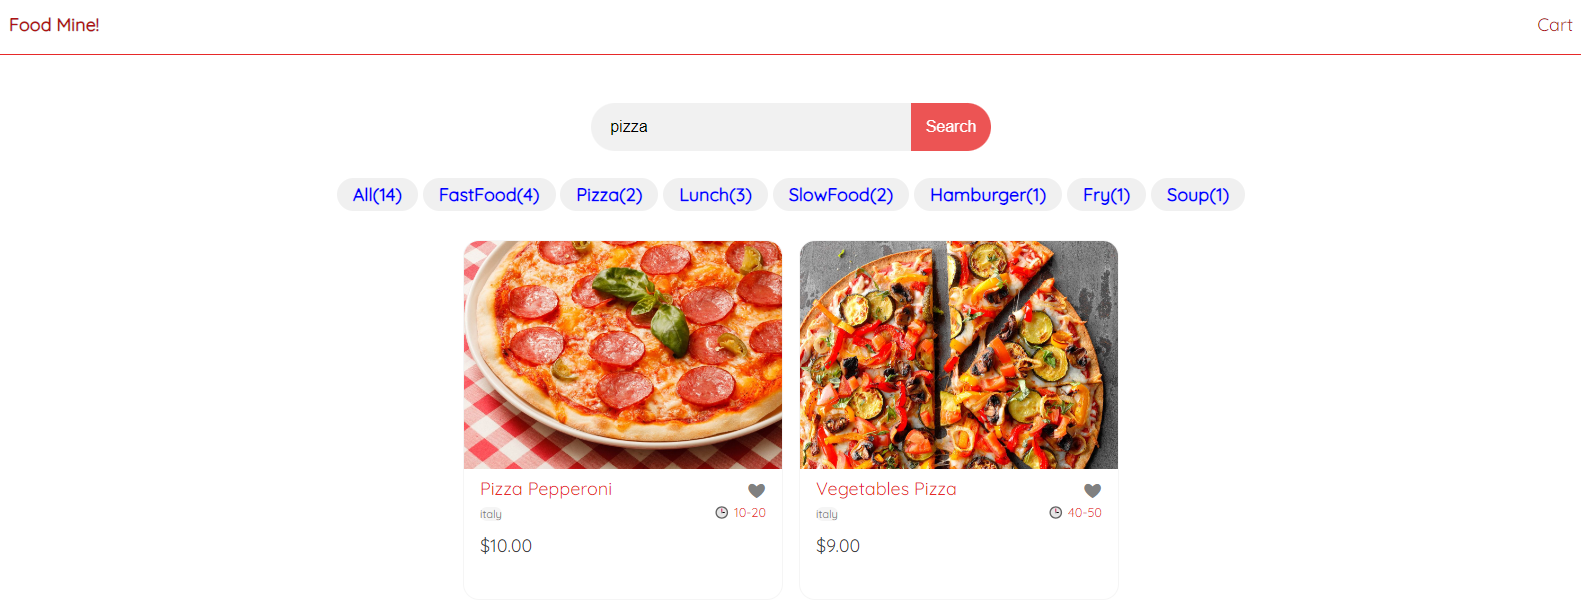 Food Mine!
Cart
pizza
Search
All(14) FastFood(4) Pizza(2) Lunch(3) SlowFood(2) Hamburger(1) Fry(1) Soup(1)
Pizza Pepperoni
italy
10-20
$10.00
Vegetables Pizza
italy
40-50
$9.00